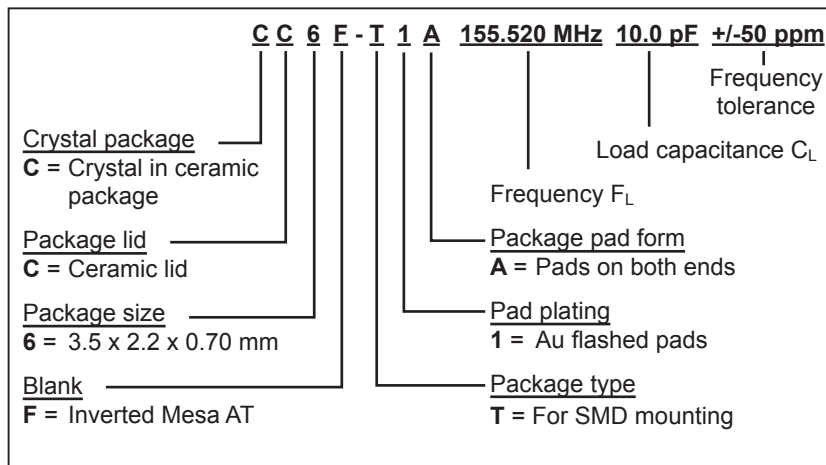 C C 6 F - T 1 A 155.520 MHz 10.0 pF +/-50 ppm
Frequency
tolerance
Load capacitance CL
Frequency FL
Crystal package
C = Crystal in ceramic
package
Package lid
C = Ceramic lid
Package size
6 = 3.5 x 2.2 x 0.70 mm
Blank
F = Inverted Mesa AT
Package pad form
A = Pads on both ends
Pad plating
1 = Au flashed pads
Package type
T = For SMD mounting